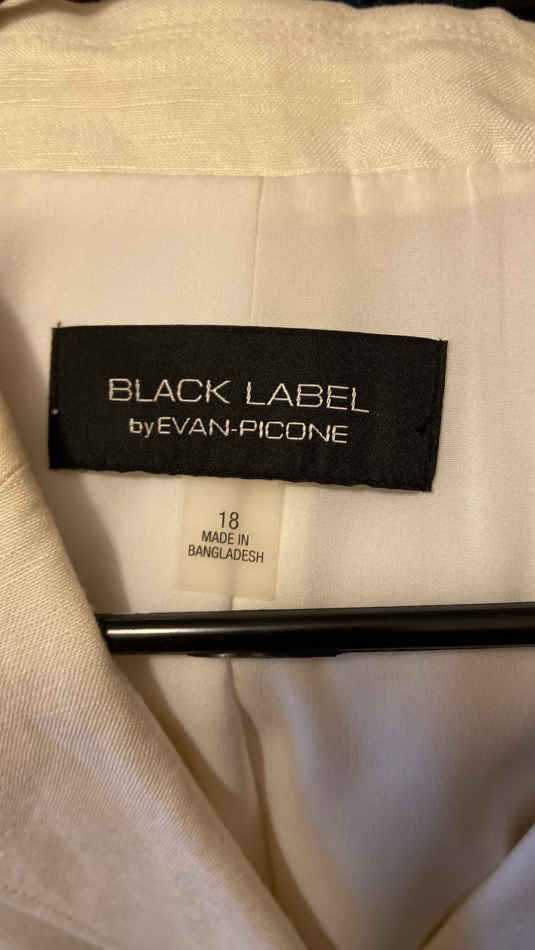 BLACK LABEL
by EVAN-PICONE
18
MADE IN
BANGLADESH